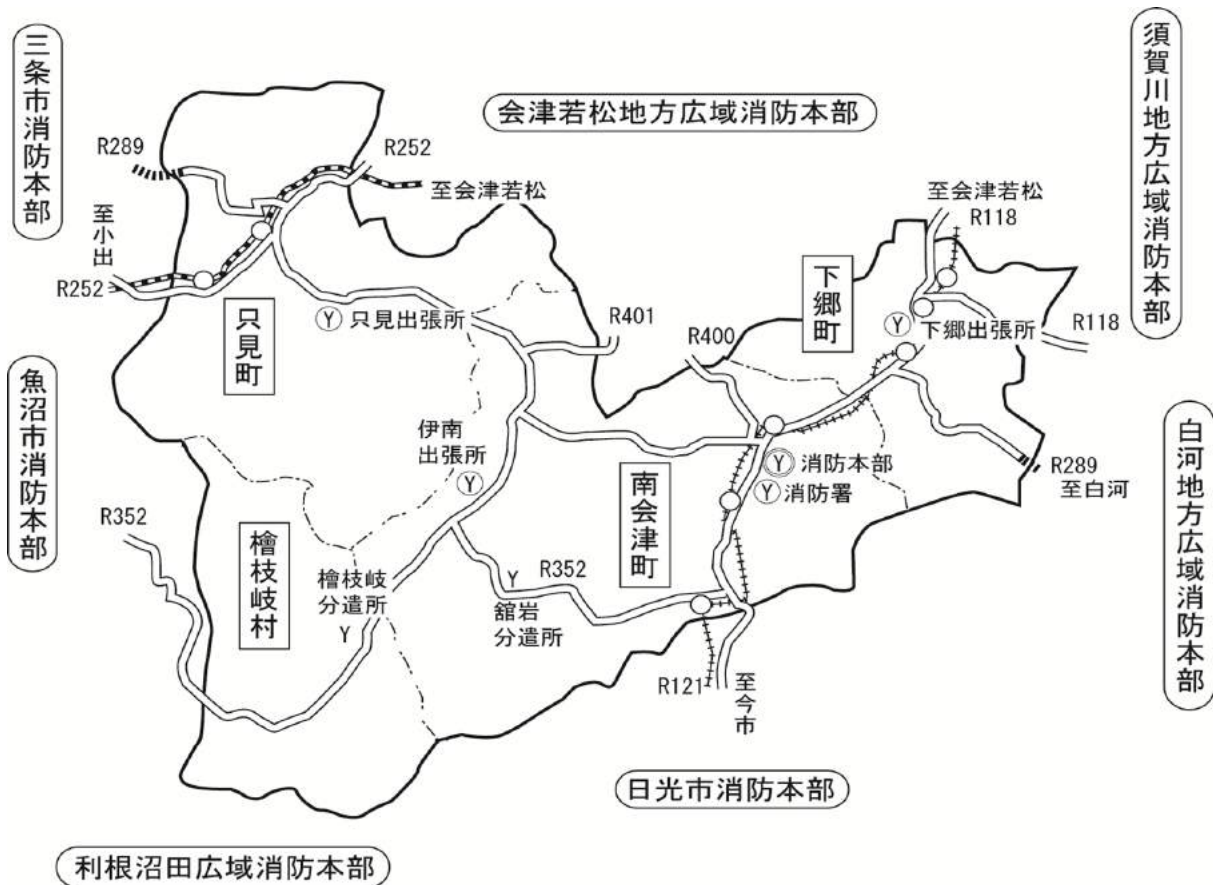 三条市消防本部
会津若松地方広域消防本部
須賀川地方広域消防本部
R289
R252
至会津若松
至会津若松
R118
至小出
R252
只見町
Y 只見出張所
R401
R400
下郷町
Y 下郷出張所
R118
魚沼市消防本部
伊南
出張所
Y
南会津町
Y 消防本部
Y 消防署
R289
至白河
白河地方広域消防本部
R352
檜枝岐村
檜枝岐
分遣所
Y
Y
R352
舘岩
分遣所
R121
至今市
日光市消防本部
利根沼田広域消防本部